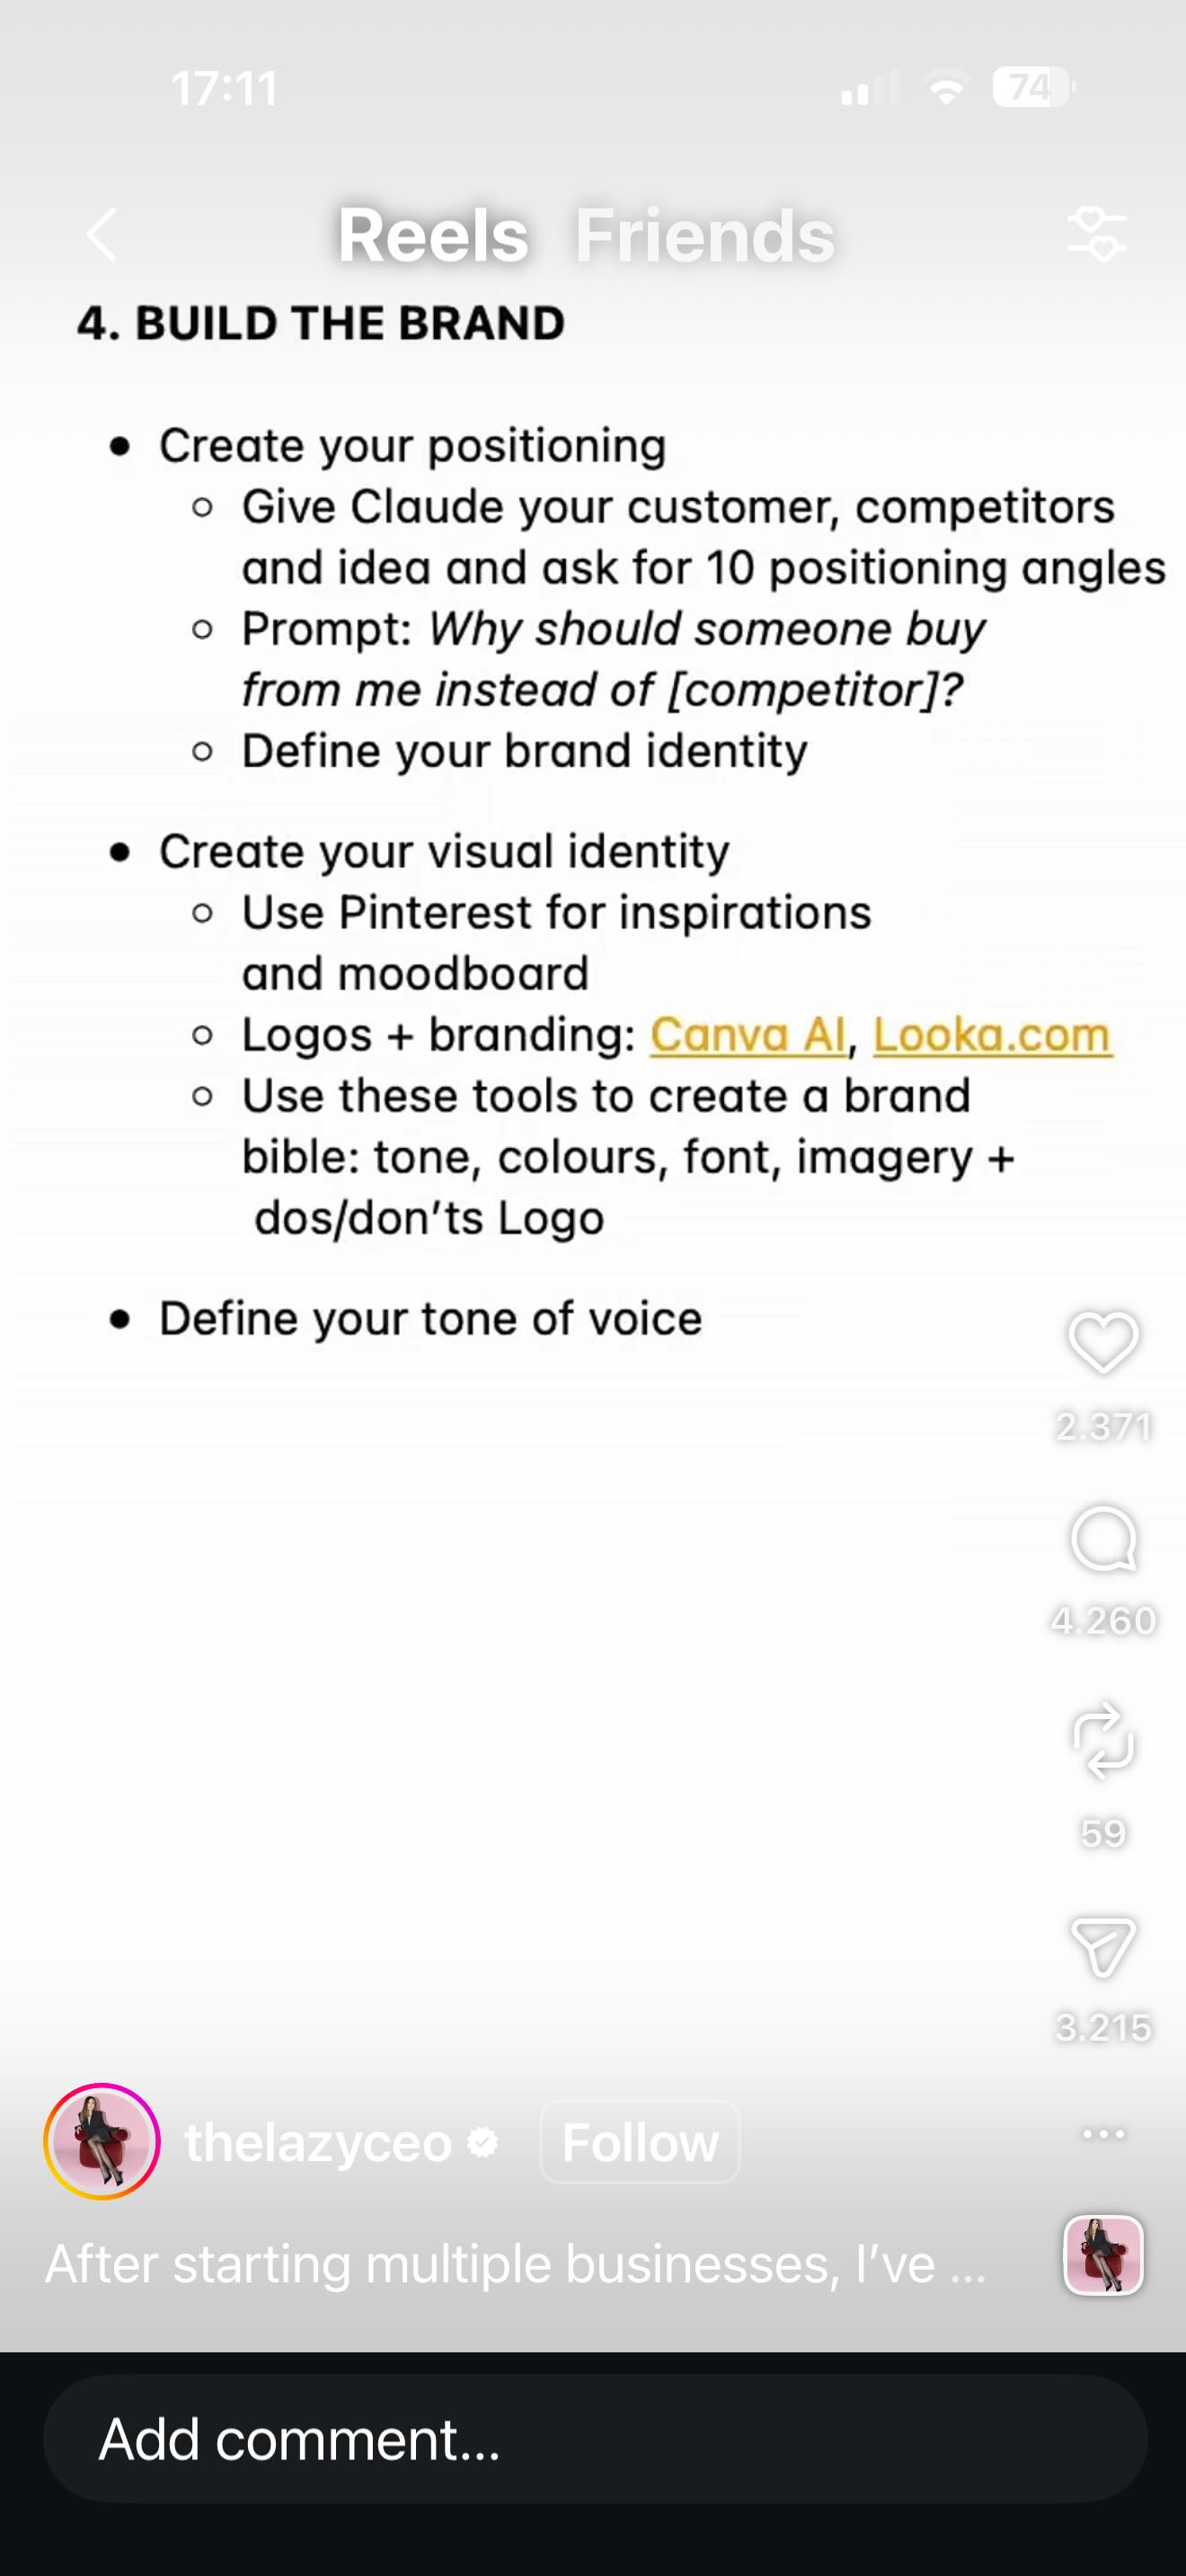 17:11
74
Reels Friends
4. BUILD THE BRAND
• Create your positioning
○ Give Claude your customer, competitors
and idea and ask for 10 positioning angles
○ Prompt: Why should someone buy
from me instead of [competitor]?
○ Define your brand identity
• Create your visual identity
○ Use Pinterest for inspirations
and moodboard
○ Logos + branding: Canva AI, Looka.com
○ Use these tools to create a brand
bible: tone, colours, font, imagery +
dos/don’ts Logo
• Define your tone of voice
2.371
4.260
59
3.215
thelazyceo Follow
After starting multiple businesses, I’ve ...
Add comment...